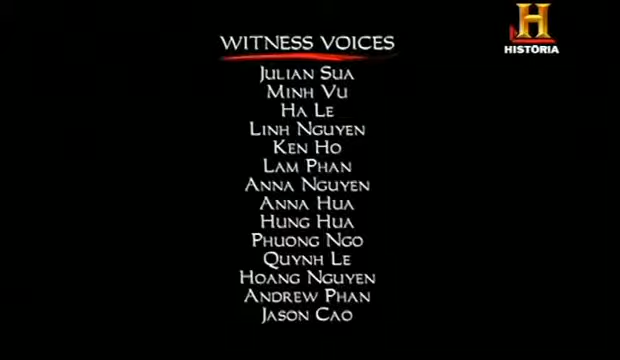 WITNESS VOICES
H
HISTÓRIA
JULIAN SUA
MINH VU
HA LE
LINH NGUYEN
KEN HO
LAM PHAN
ANNA NGUYEN
ANNA HUA
HUNG HUA
PHUONG NGO
QUYNH LE
HOANG NGUYEN
ANDREW PHAN
JASON CAO